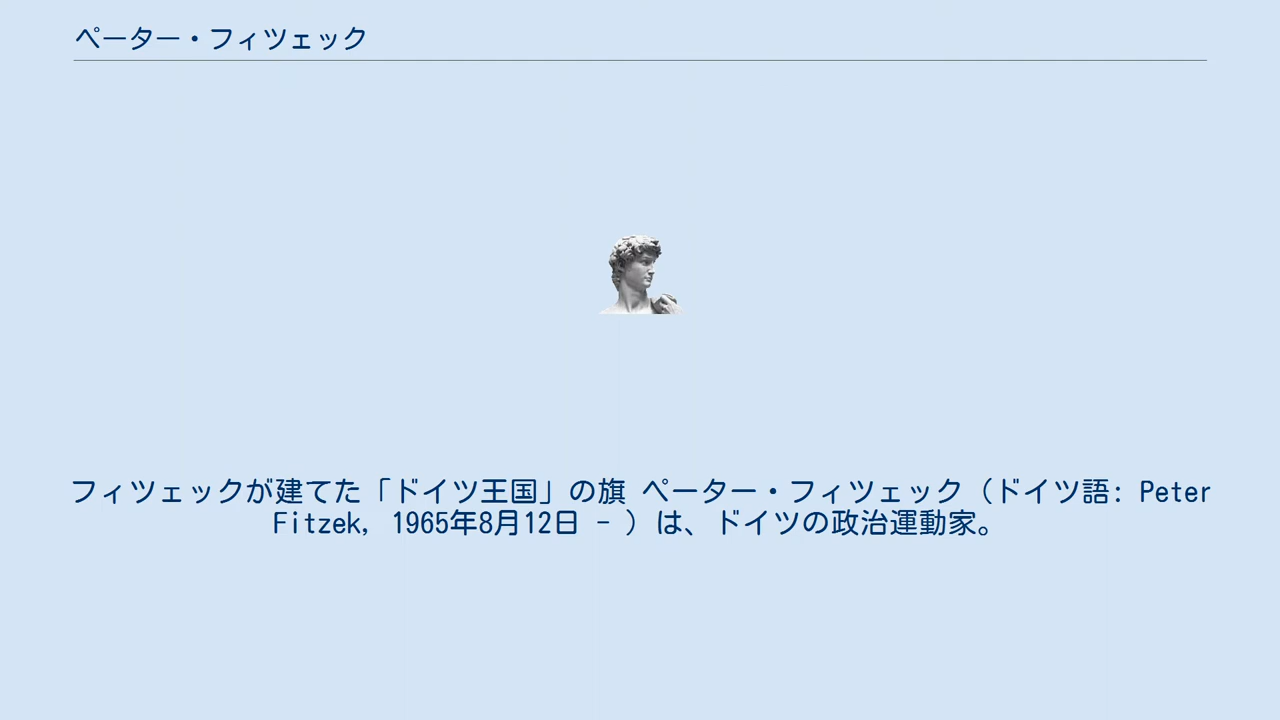 ペーター・フィツェック
フィツェックが建てた「ドイツ王国」の旗 ペーター・フィツェック（ドイツ語: Peter
Fitzek, 1965年8月12日 - ）は、ドイツの政治運動家。